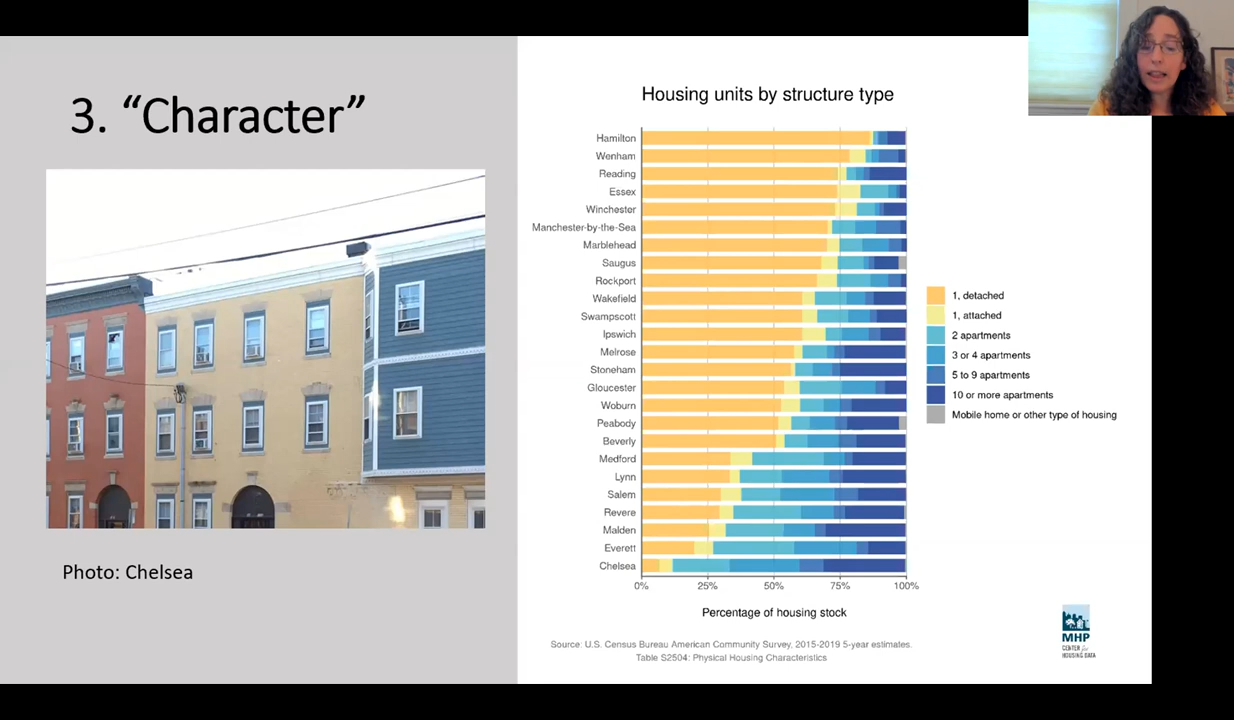 3. “Character”
Photo: Chelsea
Housing units by structure type
Hamilton
Wenham
Reading
Essex
Winchester
Manchester-by-the-Sea
Marblehead
Saugus
Rockport
Wakefield
Swampscott
Ipswich
Melrose
Stoneham
Gloucester
Woburn
Peabody
Beverly
Medford
Lynn
Salem
Revere
Malden
Everett
Chelsea
0% 25% 50% 75% 100%
Percentage of housing stock
1, detached
1, attached
2 apartments
3 or 4 apartments
5 to 9 apartments
10 or more apartments
Mobile home or other type of housing
Source: U.S. Census Bureau American Community Survey, 2015-2019 5-year estimates.
Table S2504: Physical Housing Characteristics
MHP
CENTER for
HOUSING DATA